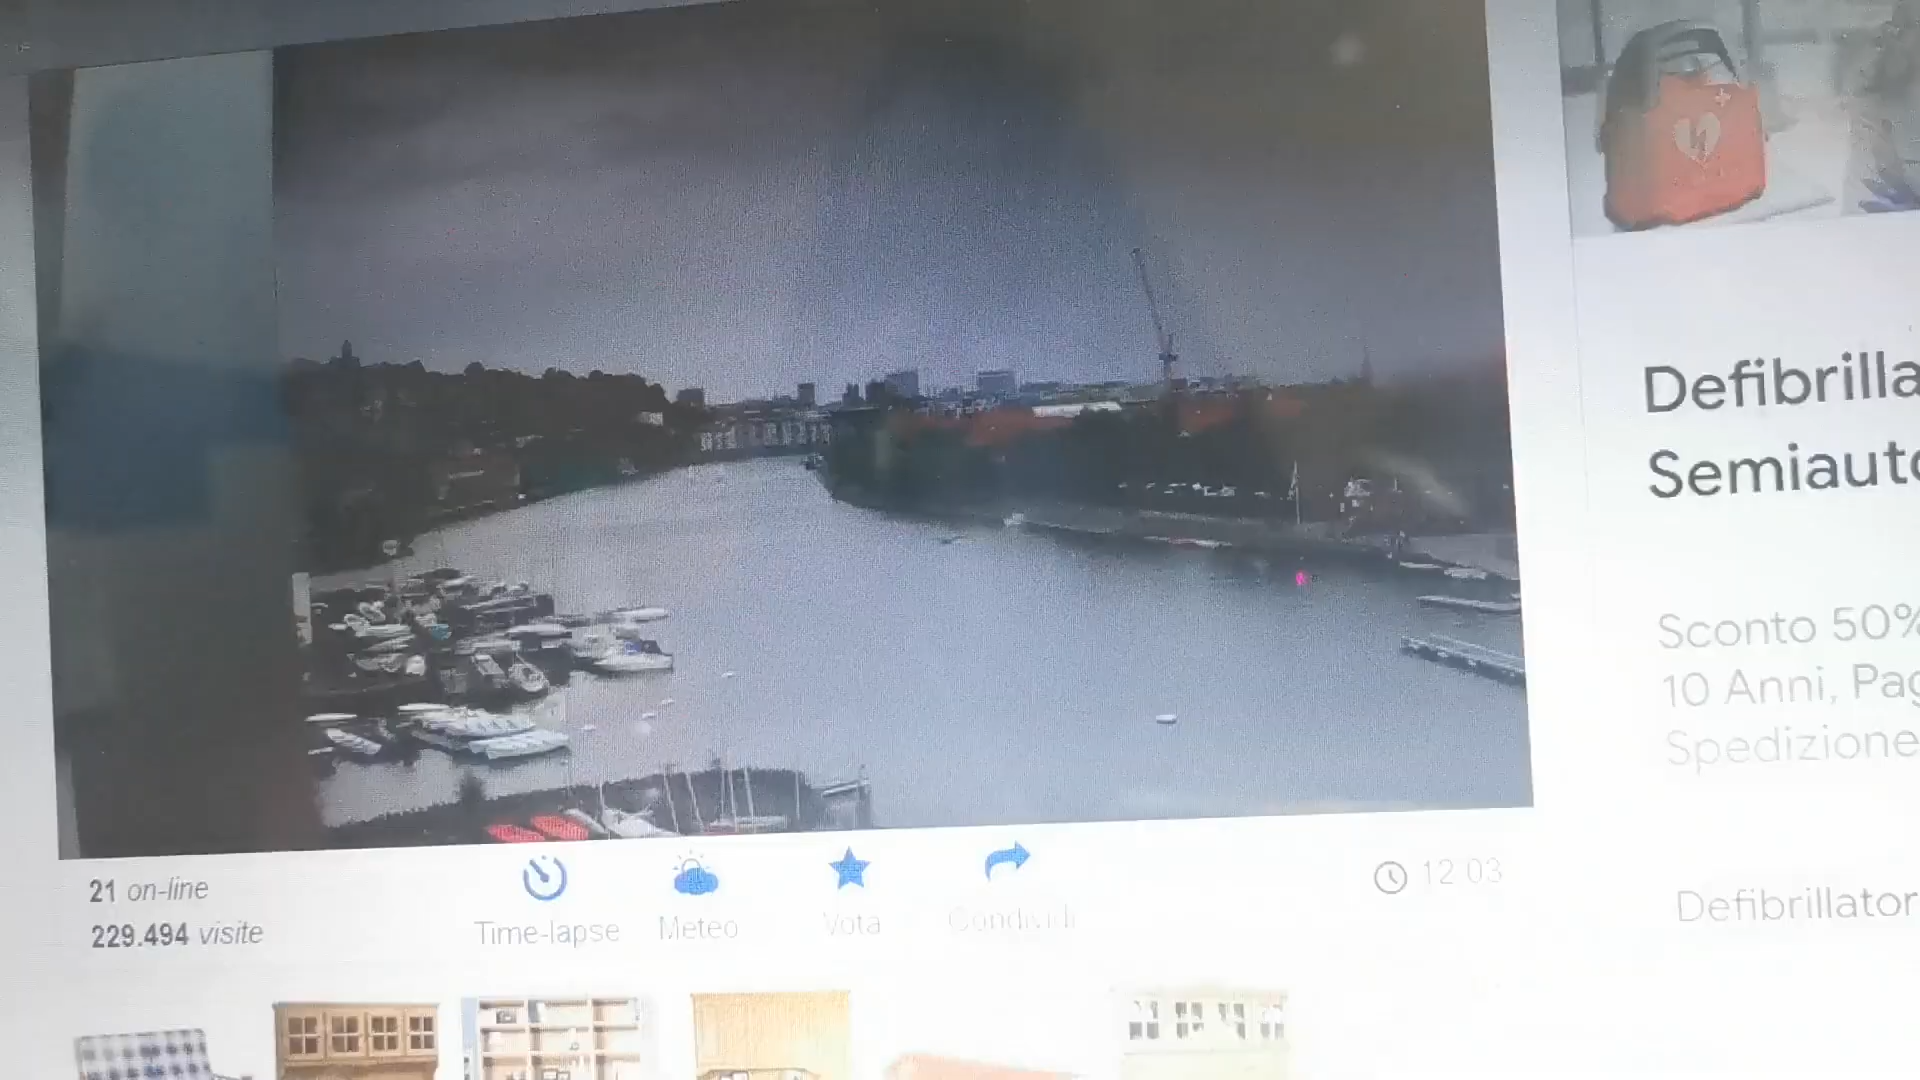 21 on-line
229.494 visite
Time-lapse
Meteo
Vota
Condividi
12:03
Defibrilla
Semiauto
Sconto 50%
10 Anni, Pag
Spedizione
Defibrillator